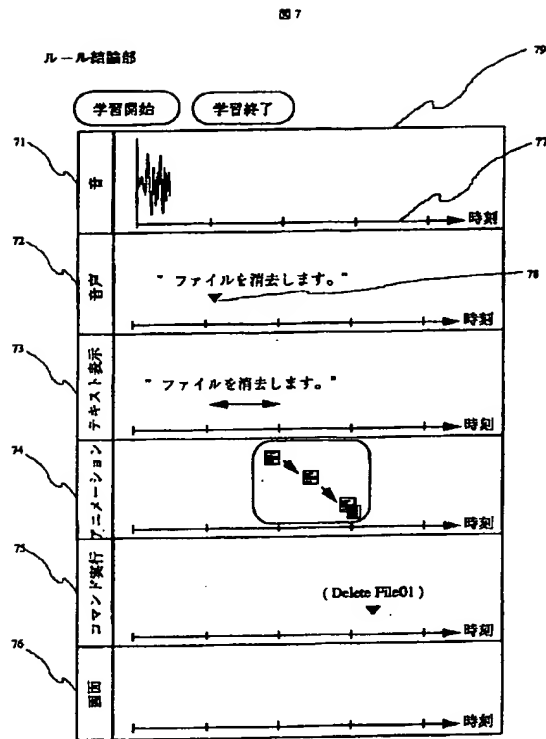 図7
ルール結論部
79
学習開始
学習終了
71
音
77
時刻
72
音声
" ファイルを消去します。"
78
時刻
73
テキスト表示
" ファイルを消去します。"
時刻
74
アニメーション
時刻
75
コマンド実行
( Delete File01 )
時刻
76
画面
時刻